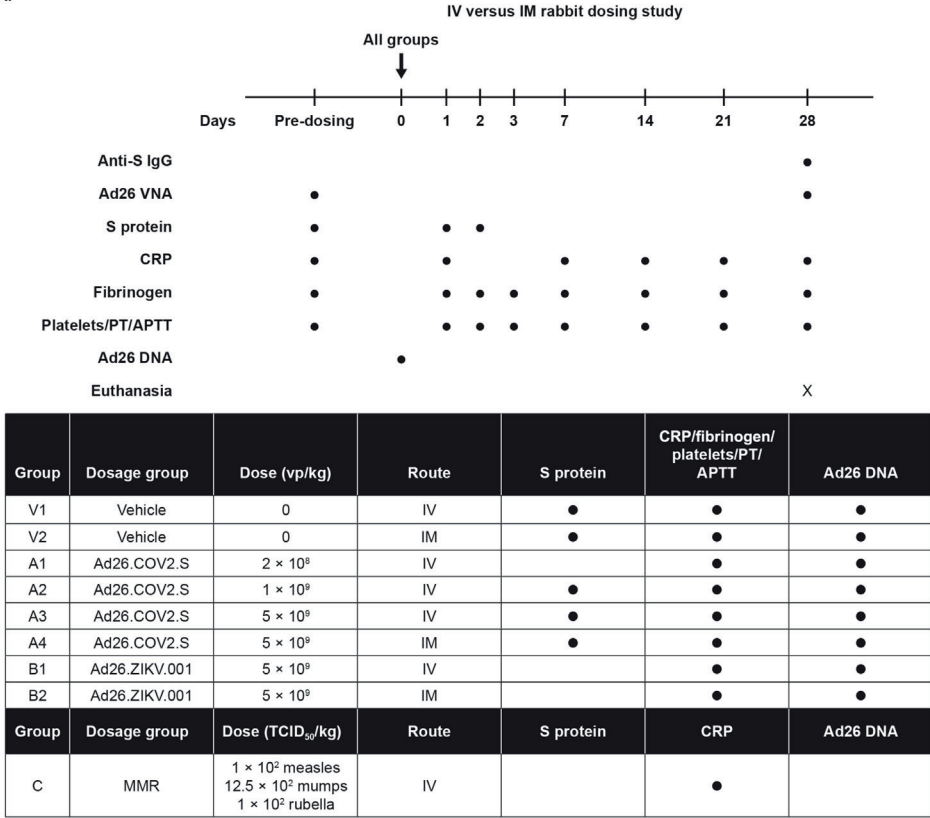 IV versus IM rabbit dosing study
All groups
Days Pre-dosing 0 1 2 3 7 14 21 28
Anti-S IgG
Ad26 VNA
S protein
CRP
Fibrinogen
Platelets/PT/APTT
Ad26 DNA
Euthanasia X
CRP/fibrinogen/
platelets/PT/
Group Dosage group Dose (vp/kg) Route S protein APTT Ad26 DNA
V1 Vehicle 0 IV ● ● ●
V2 Vehicle 0 IM ● ● ●
A1 Ad26.COV2.S 2 × 10⁸ IV ● ●
A2 Ad26.COV2.S 1 × 10⁹ IV ● ● ●
A3 Ad26.COV2.S 5 × 10⁹ IV ● ● ●
A4 Ad26.COV2.S 5 × 10⁹ IM ● ● ●
B1 Ad26.ZIKV.001 5 × 10⁹ IV ● ●
B2 Ad26.ZIKV.001 5 × 10⁹ IM ● ●
Group Dosage group Dose (TCID₅₀/kg) Route S protein CRP Ad26 DNA
1 × 10² measles
C MMR 12.5 × 10² mumps IV ●
1 × 10² rubella